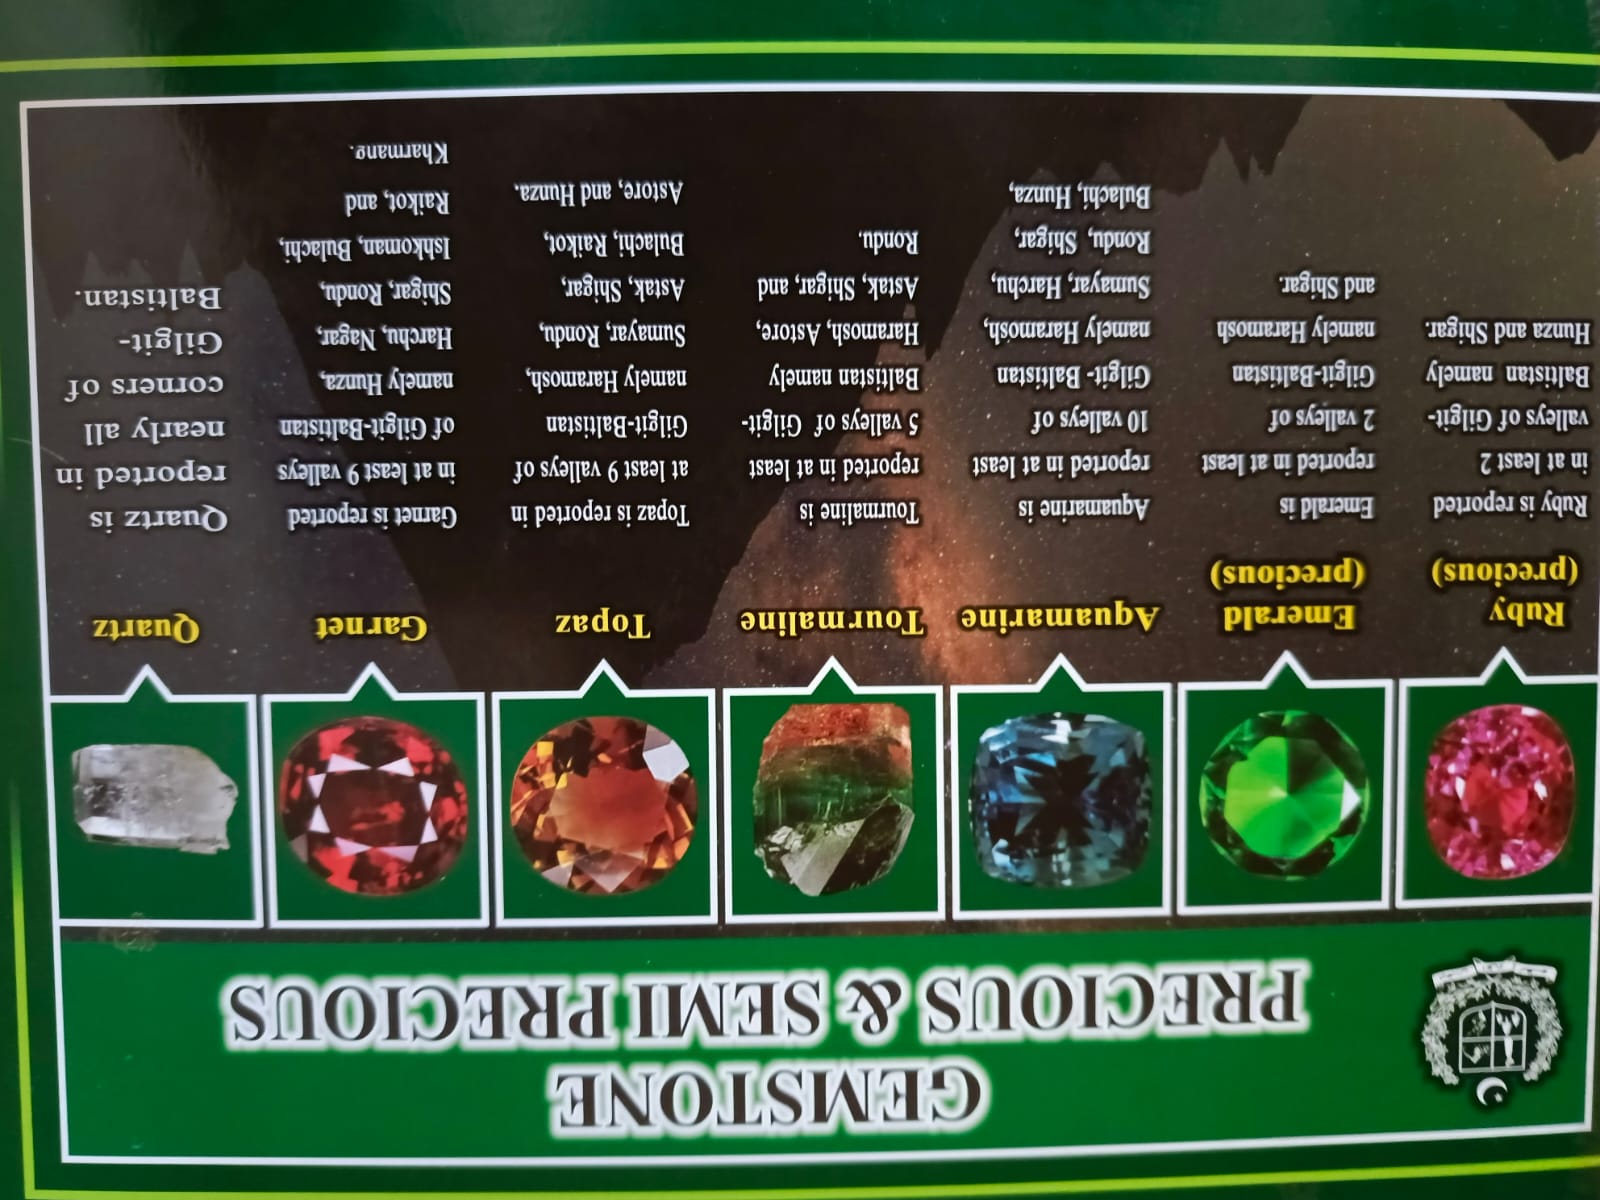 GEMSTONE
PRECIOUS & SEMI PRECIOUS
Ruby
(precious)
Ruby is reported
in at least 2
valleys of Gilgit-
Baltistan namely
Hunza and Shigar.
Emerald
(precious)
Emerald is
reported in at least
2 valleys of
Gilgit-Baltistan
namely Haramosh
and Shigar.
Aquamarine
Aquamarine is
reported in at least
10 valleys of
Gilgit- Baltistan
namely Haramosh,
Sumayar, Harchu,
Rondu, Shigar,
Bulachi, Hunza,
Tourmaline
Tourmaline is
reported in at least
5 valleys of Gilgit-
Baltistan namely
Haramosh, Astore,
Astak, Shigar, and
Rondu.
Topaz
Topaz is reported in
at least 9 valleys of
Gilgit-Baltistan
namely Haramosh,
Sumayar, Rondu,
Astak, Shigar,
Bulachi, Raikot,
Astore, and Hunza.
Garnet
Garnet is reported
in at least 9 valleys
of Gilgit-Baltistan
namely Hunza,
Harchu, Nagar,
Shigar, Rondu,
Ishkoman, Bulachi,
Raikot, and
Kharmang.
Quartz
Quartz is
reported in
nearly all
corners of
Gilgit-
Baltistan.